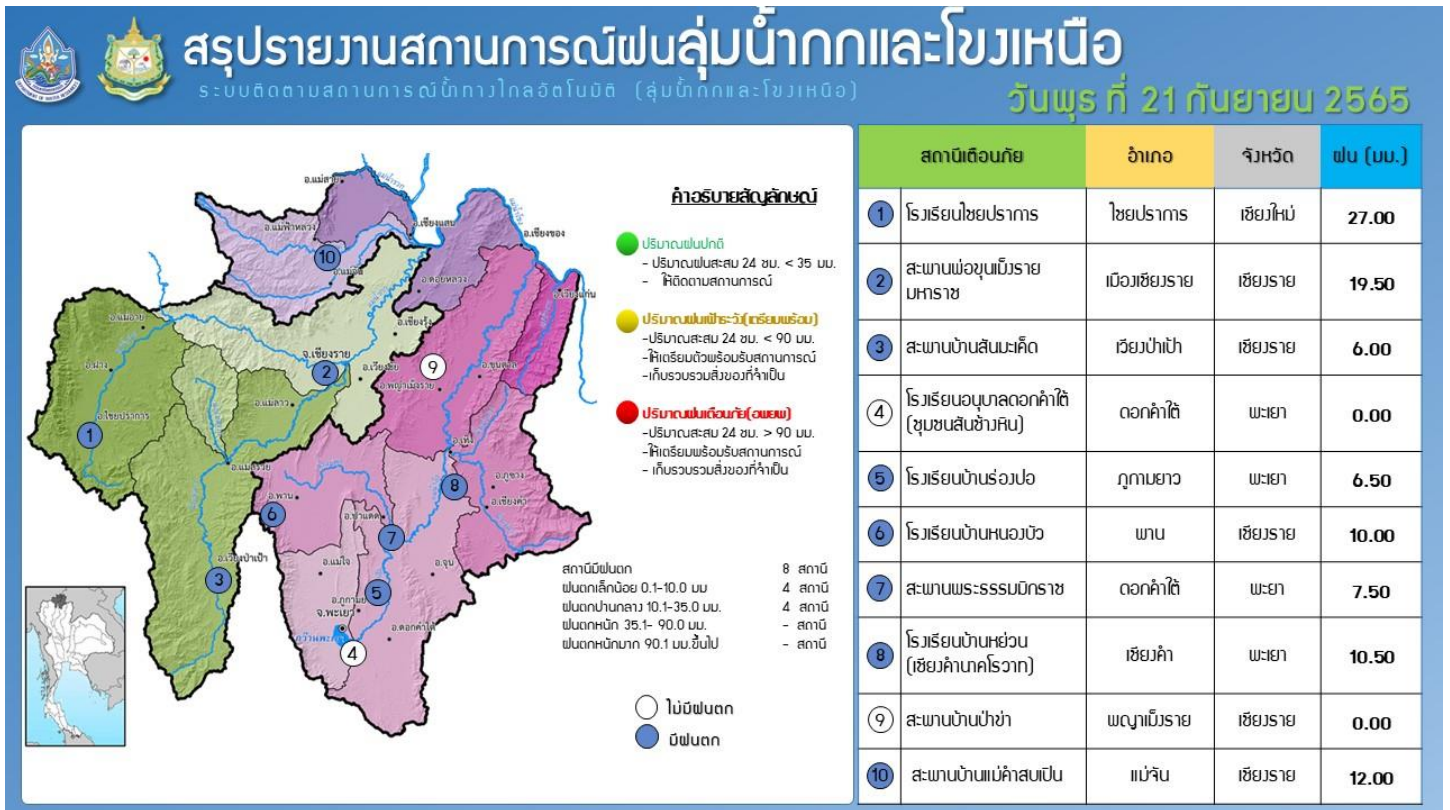 สรุปรายงานสถานการณ์ฝนลุ่มน้ำกกและโขงเหนือ
ระบบติดตามสถานการณ์น้ำทางไกลอัตโนมัติ (ลุ่มน้ำกกและโขงเหนือ)
วันพุธ ที่ 21 กันยายน 2565
อ.แม่สาย
อ.แม่ฟ้าหลวง
อ.เชียงแสน
อ.เชียงของ
10
อ.แม่จัน
อ.ดอยหลวง
อ.เวียงแก่น
อ.แม่อาย
อ.เชียงรุ้ง
จ.เชียงราย
อ.ฝาง
2
อ.เวียงชัย
9
อ.พญาเม็งราย
อ.ขุนตาล
อ.ไชยปราการ
อ.แม่ลาว
1
อ.เทิง
อ.แม่สรวย
8
อ.ภูซาง
อ.เชียงคำ
อ.พาน
6
อ.ป่าแดด
7
อ.เวียงป่าเป้า
3
อ.แม่ใจ
อ.จุน
5
อ.ภูกามยาว
จ.พะเยา
กว๊านพะเยา
อ.ดอกคำใต้
4
คำอธิบายสัญลักษณ์
ปริมาณฝนปกติ
- ปริมาณฝนสะสม 24 ชม. < 35 มม.
- ให้ติดตามสถานการณ์
ปริมาณฝนเฝ้าระวัง(เตรียมพร้อม)
-ปริมาณสะสม 24 ชม. < 90 มม.
-ให้เตรียมตัวพร้อมรับสถานการณ์
-เก็บรวบรวมสิ่งของที่จำเป็น
ปริมาณฝนเตือนภัย(อพยพ)
-ปริมาณสะสม 24 ชม. > 90 มม.
-ให้เตรียมพร้อมรับสถานการณ์
- เก็บรวบรวมสิ่งของที่จำเป็น
สถานีมีฝนตก 8 สถานี
ฝนตกเล็กน้อย 0.1-10.0 มม 4 สถานี
ฝนตกปานกลาง 10.1-35.0 มม. 4 สถานี
ฝนตกหนัก 35.1- 90.0 มม. - สถานี
ฝนตกหนักมาก 90.1 มม.ขึ้นไป - สถานี
ไม่มีฝนตก
มีฝนตก
สถานีเตือนภัย อำเภอ จังหวัด ฝน (มม.)
1 โรงเรียนไชยปราการ ไชยปราการ เชียงใหม่ 27.00
2 สะพานพ่อขุนเม็งราย
มหาราช เมืองเชียงราย เชียงราย 19.50
3 สะพานบ้านสันมะเค็ด เวียงป่าเป้า เชียงราย 6.00
4 โรงเรียนอนุบาลดอกคำใต้
(ชุมชนสันช้างหิน) ดอกคำใต้ พะเยา 0.00
5 โรงเรียนบ้านร่องปอ ภูกามยาว พะเยา 6.50
6 โรงเรียนบ้านหนองบัว พาน เชียงราย 10.00
7 สะพานพระธรรมมิกราช ดอกคำใต้ พะเยา 7.50
8 โรงเรียนบ้านหย่วน
(เชียงคำนาคโรวาท) เชียงคำ พะเยา 10.50
9 สะพานบ้านป่าข่า พญาเม็งราย เชียงราย 0.00
10 สะพานบ้านแม่คำสบเปิน แม่จัน เชียงราย 12.00